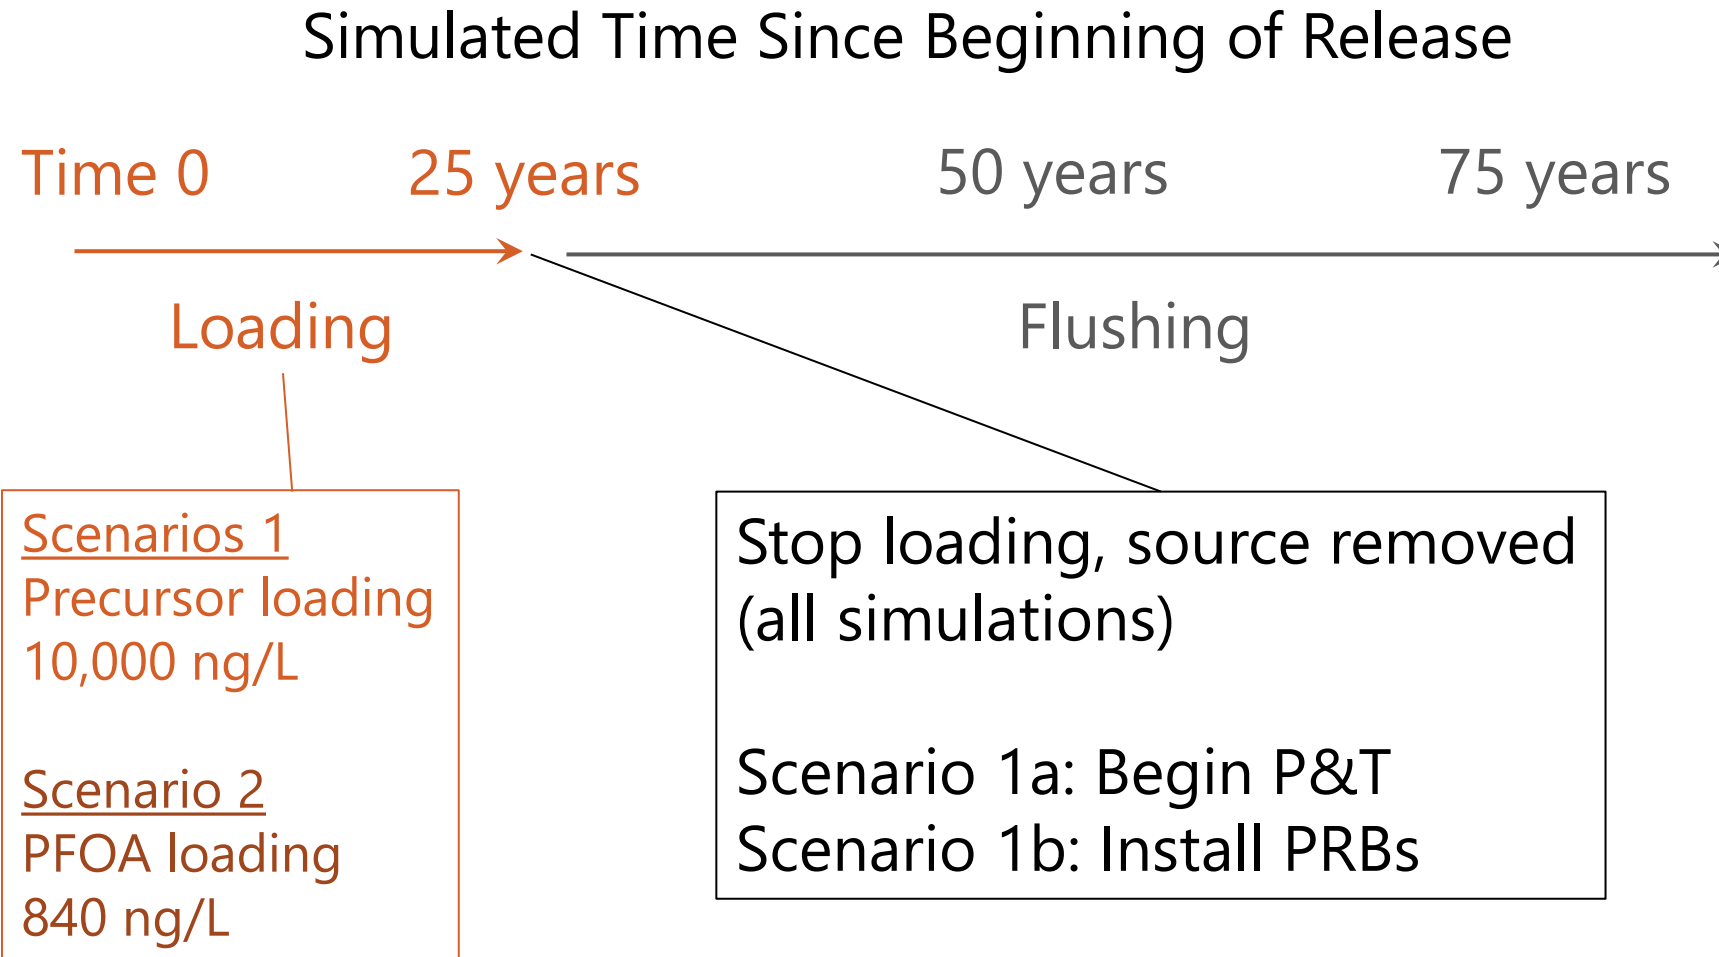 Simulated Time Since Beginning of Release
Time 0 25 years 50 years 75 years
Loading Flushing
Scenarios 1
Precursor loading
10,000 ng/L
Scenario 2
PFOA loading
840 ng/L
Stop loading, source removed
(all simulations)
Scenario 1a: Begin P&T
Scenario 1b: Install PRBs